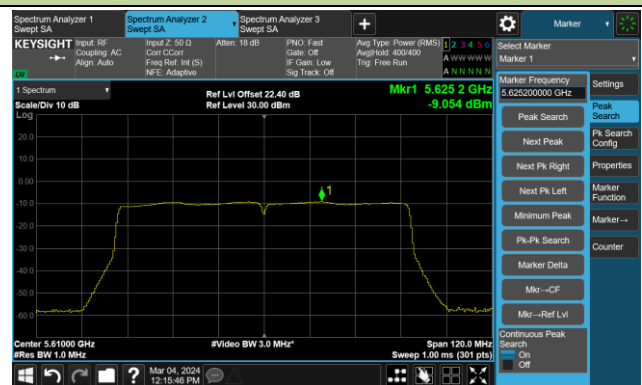 Spectrum Analyzer 1
Swept SA
Spectrum Analyzer 2
Swept SA
Spectrum Analyzer 3
Swept SA
+
Marker
KEYSIGHT
Input: RF
Coupling: AC
Align: Auto
Input Z: 50 Ω
Corr CCorr
Freq Ref: Int (S)
NFE: Adaptive
Atten: 18 dB
PNO: Fast
Gate: Off
IF Gain: Low
Sig Track: Off
Avg Type: Power (RMS)
Avg|Hold: 400/400
Trig: Free Run
1 2 3 4 5 6
A W W W W W
A N N N N N
LXI
Select Marker
Marker 1
1 Spectrum
Scale/Div 10 dB
Log
Ref Lvl Offset 22.40 dB
Ref Level 30.00 dBm
Mkr1 5.625 2 GHz
-9.054 dBm
20.0
10.0
0.00
-10.0
-20.0
-30.0
-40.0
-50.0
-60.0
1
Center 5.61000 GHz
#Res BW 1.0 MHz
#Video BW 3.0 MHz*
Span 120.0 MHz
Sweep 1.00 ms (301 pts)
Marker Frequency
5.625200000 GHz
Peak Search
Next Peak
Next Pk Right
Next Pk Left
Minimum Peak
Pk-Pk Search
Marker Delta
Mkr→CF
Mkr→Ref Lvl
Continuous Peak
Search
On
Off
Settings
Peak
Search
Pk Search
Config
Properties
Marker
Function
Marker→
Counter
?
Mar 04, 2024
12:15:46 PM